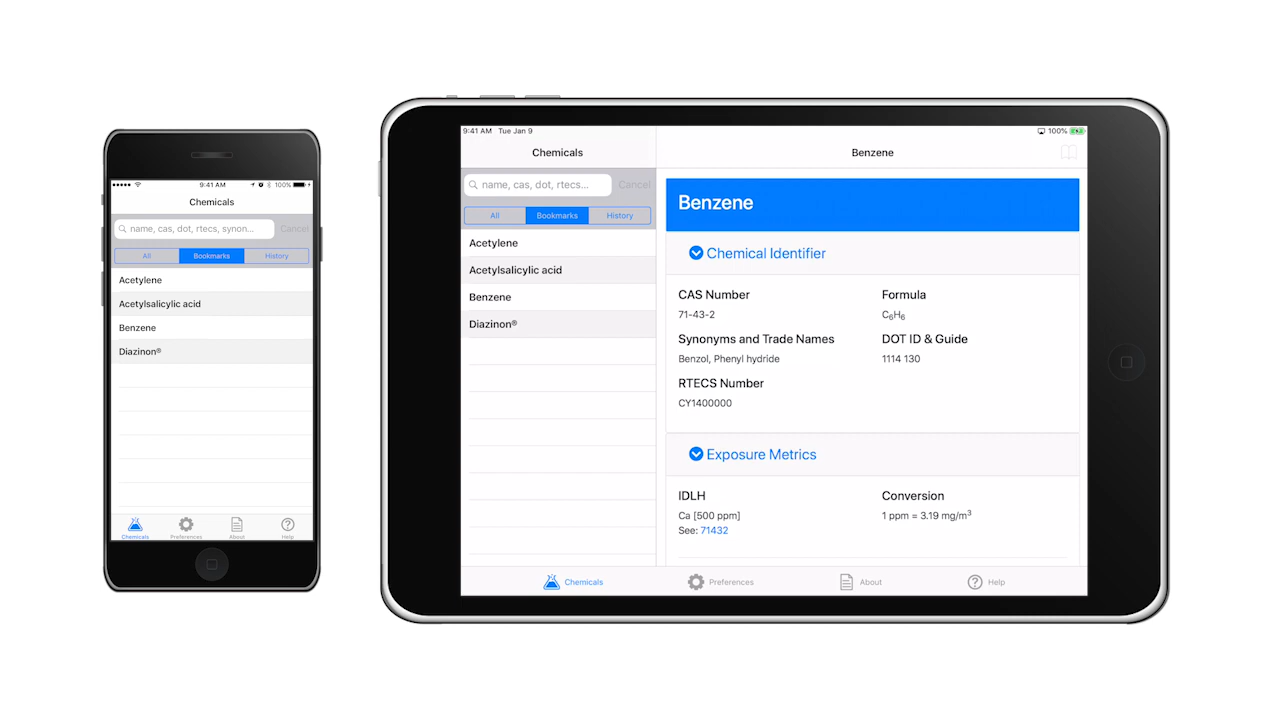 9:41 AM 100%
Chemicals
name, cas, dot, rtecs, synon... Cancel
All Bookmarks History
Acetylene
Acetylsalicylic acid
Benzene
Diazinon®
Chemicals Preferences About Help
9:41 AM Tue Jan 9 100%
Chemicals Benzene
name, cas, dot, rtecs... Cancel
All Bookmarks History
Acetylene
Acetylsalicylic acid
Benzene
Diazinon®
Benzene
Chemical Identifier
CAS Number Formula
71-43-2 C₆H₆
Synonyms and Trade Names DOT ID & Guide
Benzol, Phenyl hydride 1114 130
RTECS Number
CY1400000
Exposure Metrics
IDLH Conversion
Ca [500 ppm] 1 ppm = 3.19 mg/m³
See: 71432
Chemicals Preferences About Help